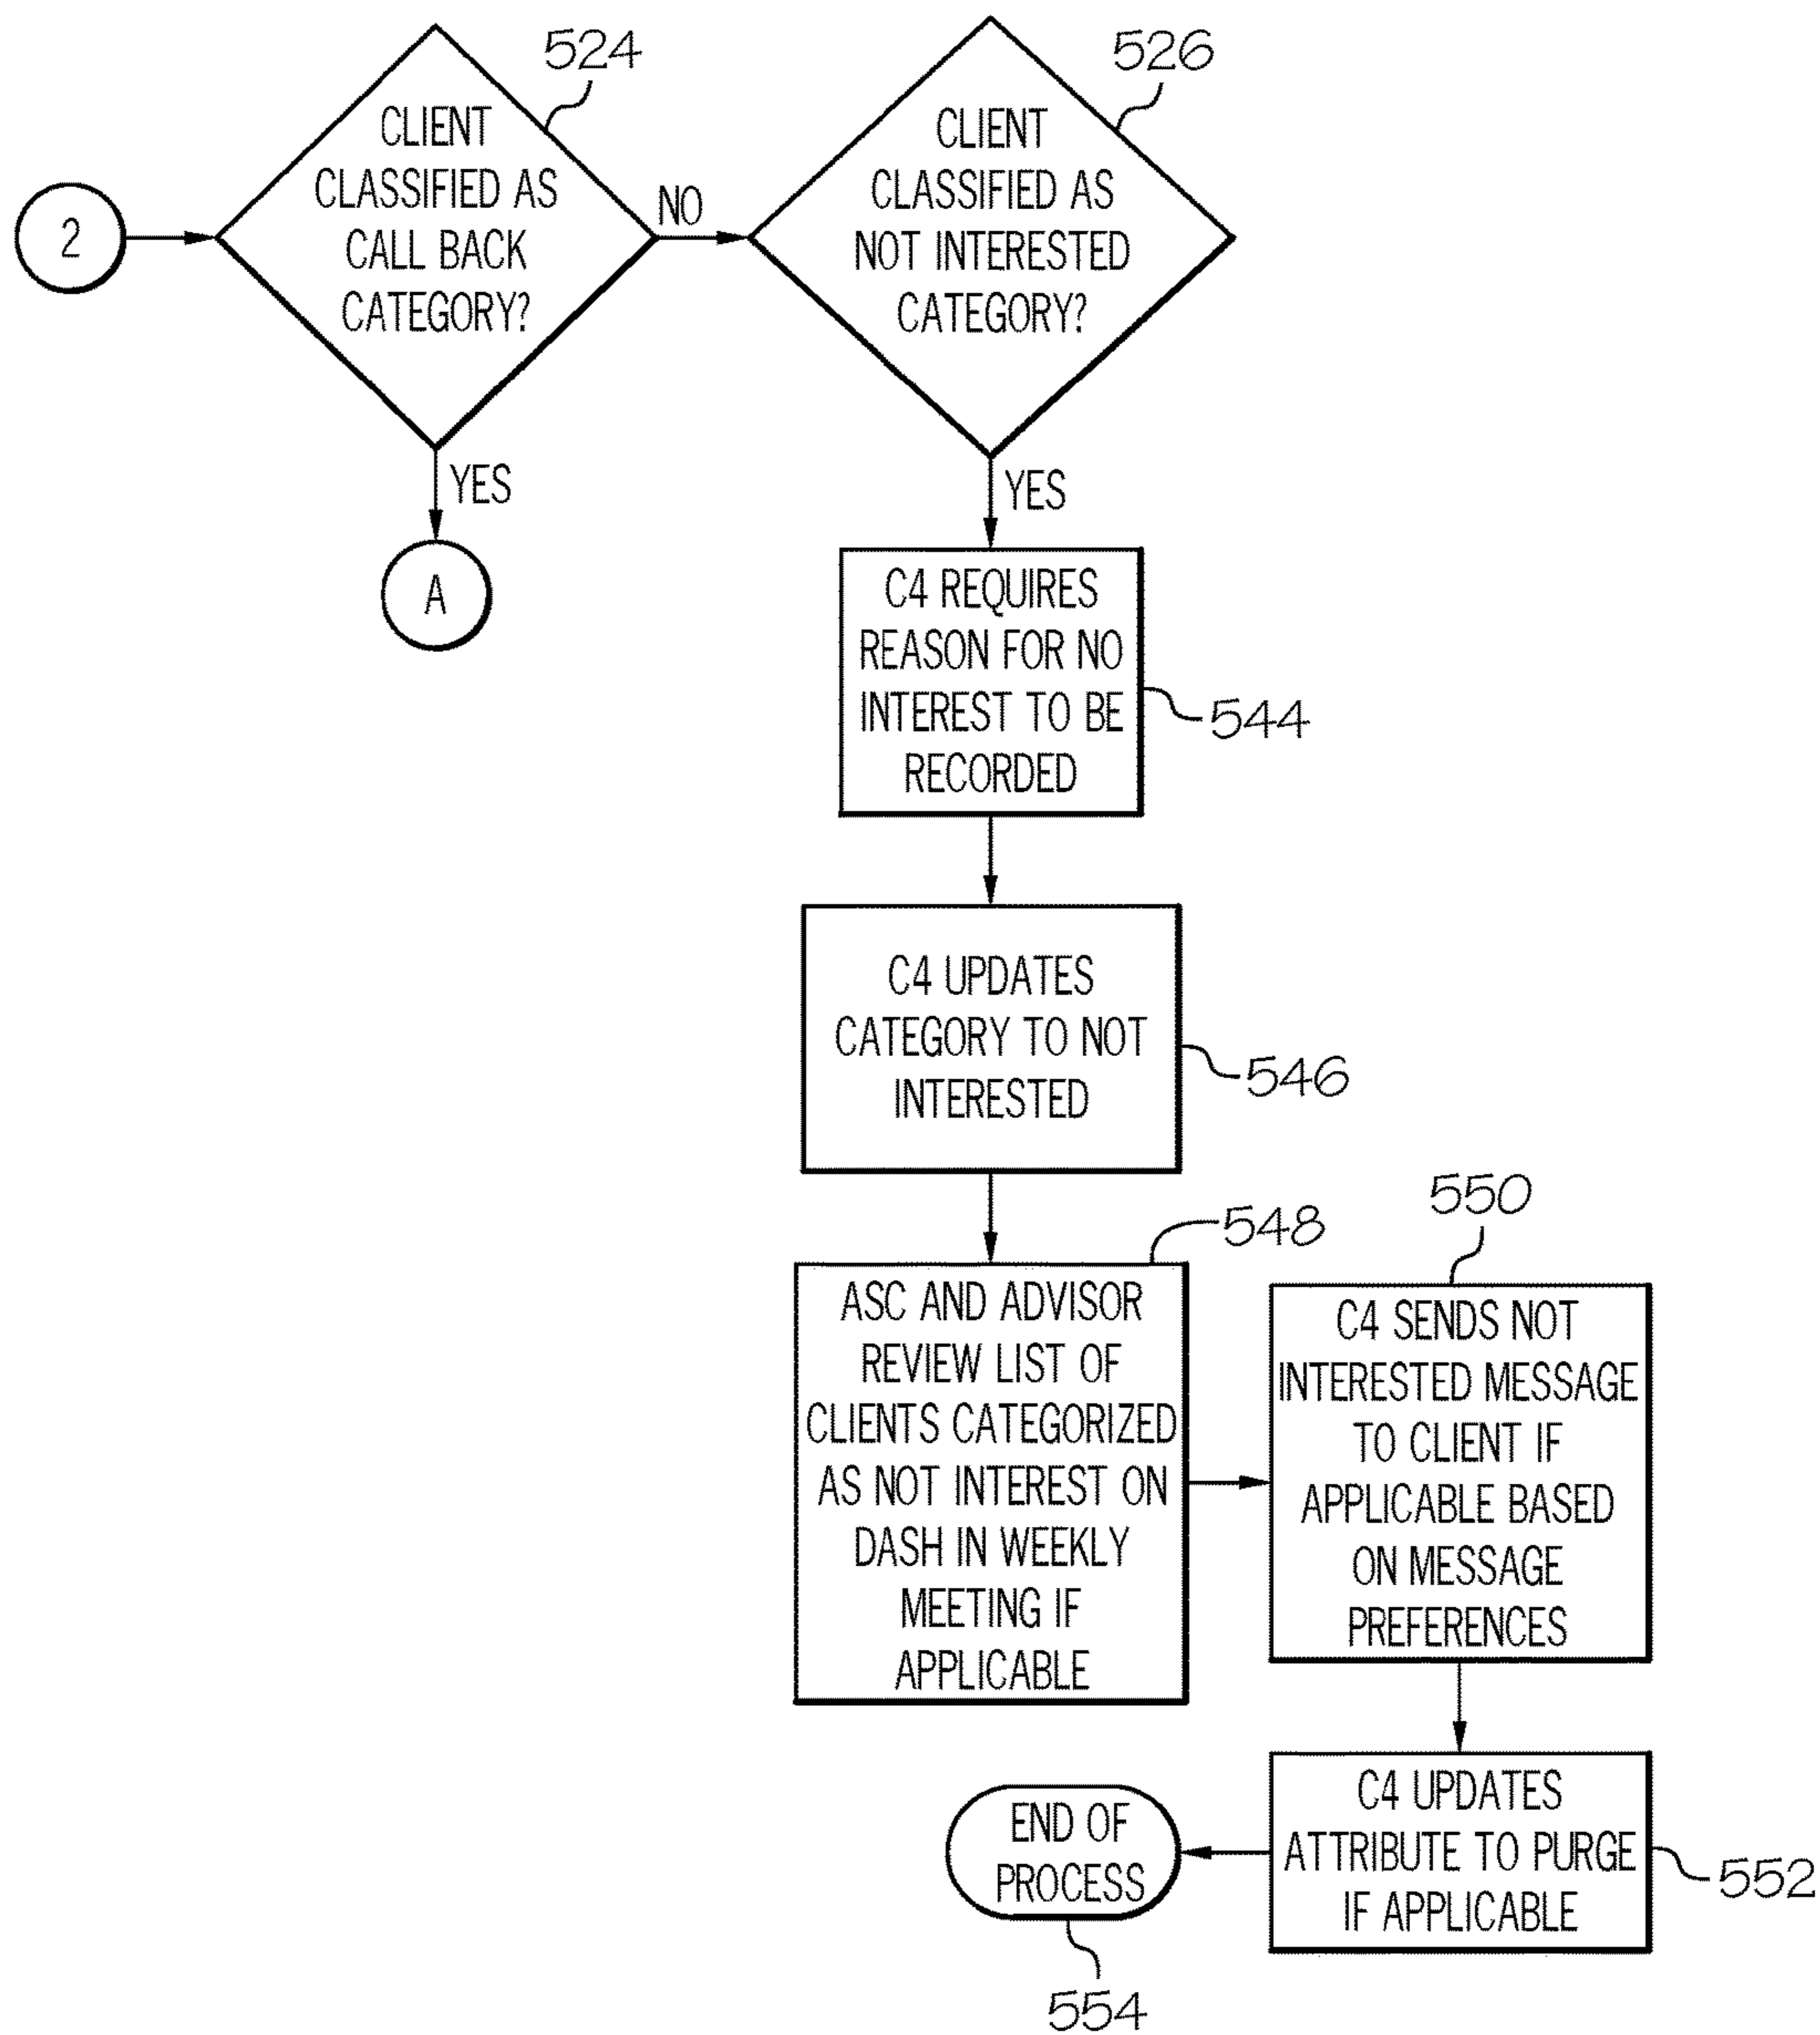 524
526
2
CLIENT
CLASSIFIED AS
CALL BACK
CATEGORY?
NO
CLIENT
CLASSIFIED AS
NOT INTERESTED
CATEGORY?
YES
A
YES
C4 REQUIRES
REASON FOR NO
INTEREST TO BE
RECORDED
544
C4 UPDATES
CATEGORY TO NOT
INTERESTED
546
548
ASC AND ADVISOR
REVIEW LIST OF
CLIENTS CATEGORIZED
AS NOT INTEREST ON
DASH IN WEEKLY
MEETING IF
APPLICABLE
550
C4 SENDS NOT
INTERESTED MESSAGE
TO CLIENT IF
APPLICABLE BASED
ON MESSAGE
PREFERENCES
C4 UPDATES
ATTRIBUTE TO PURGE
IF APPLICABLE
552
END OF
PROCESS
554